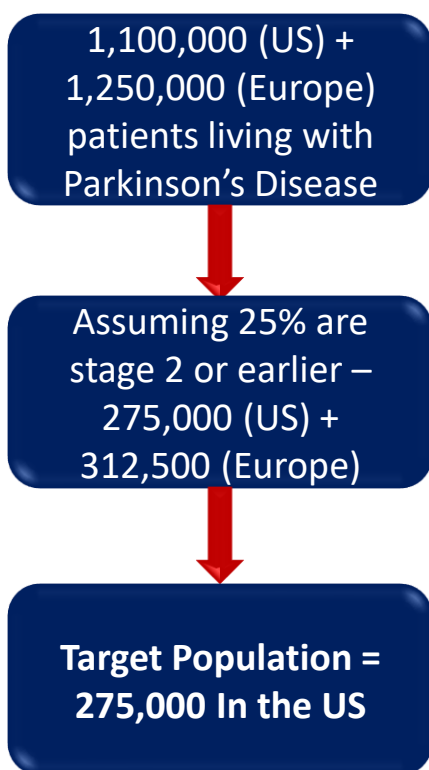 1,100,000 (US) +
1,250,000 (Europe)
patients living with
Parkinson’s Disease
Assuming 25% are
stage 2 or earlier –
275,000 (US) +
312,500 (Europe)
Target Population =
275,000 In the US